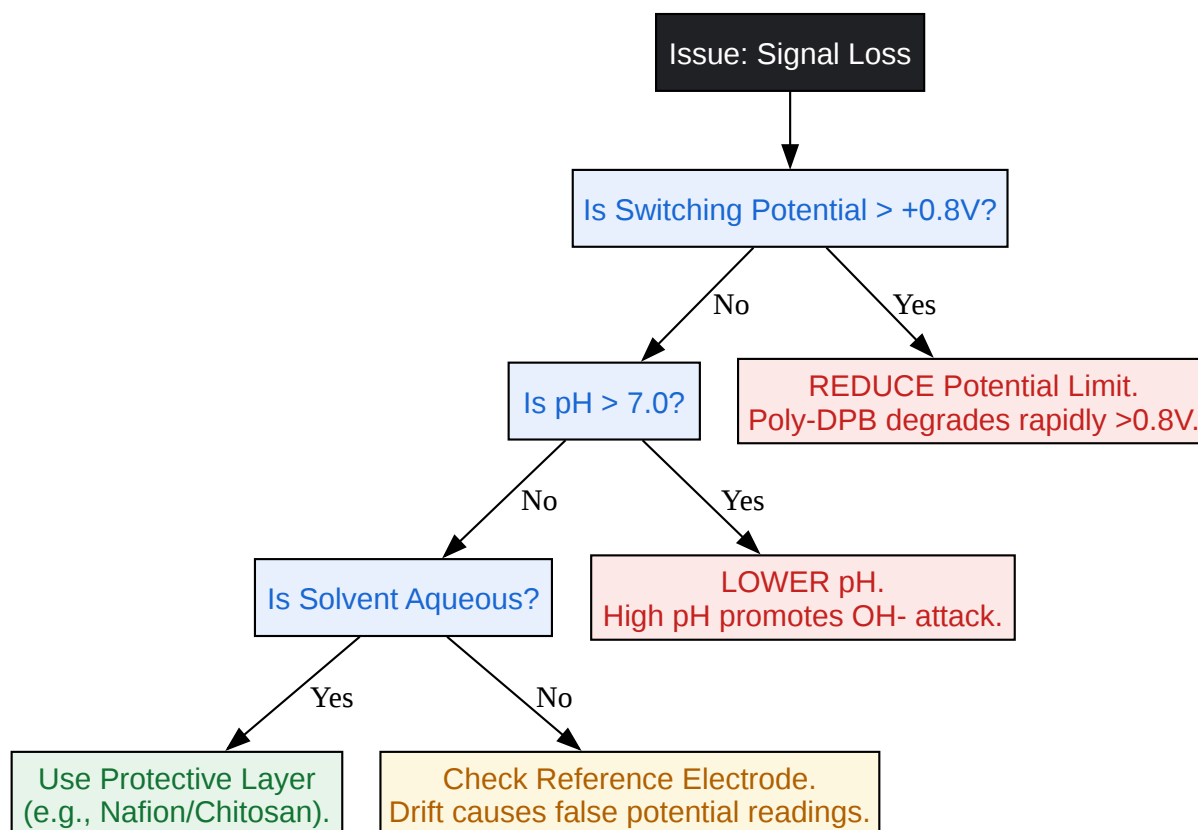 Issue: Signal Loss
Is Switching Potential > +0.8V?
No
Yes
Is pH > 7.0?
REDUCE Potential Limit.
Poly-DPB degrades rapidly >0.8V.
No
Yes
Is Solvent Aqueous?
LOWER pH.
High pH promotes OH- attack.
Yes
No
Use Protective Layer
(e.g., Nafion/Chitosan).
Check Reference Electrode.
Drift causes false potential readings.